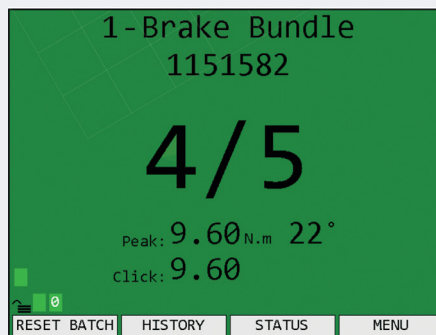 1-Brake Bundle
1151582
4/5
Peak: 9.60 N.m 22°
Click: 9.60
0
RESET BATCH HISTORY STATUS MENU